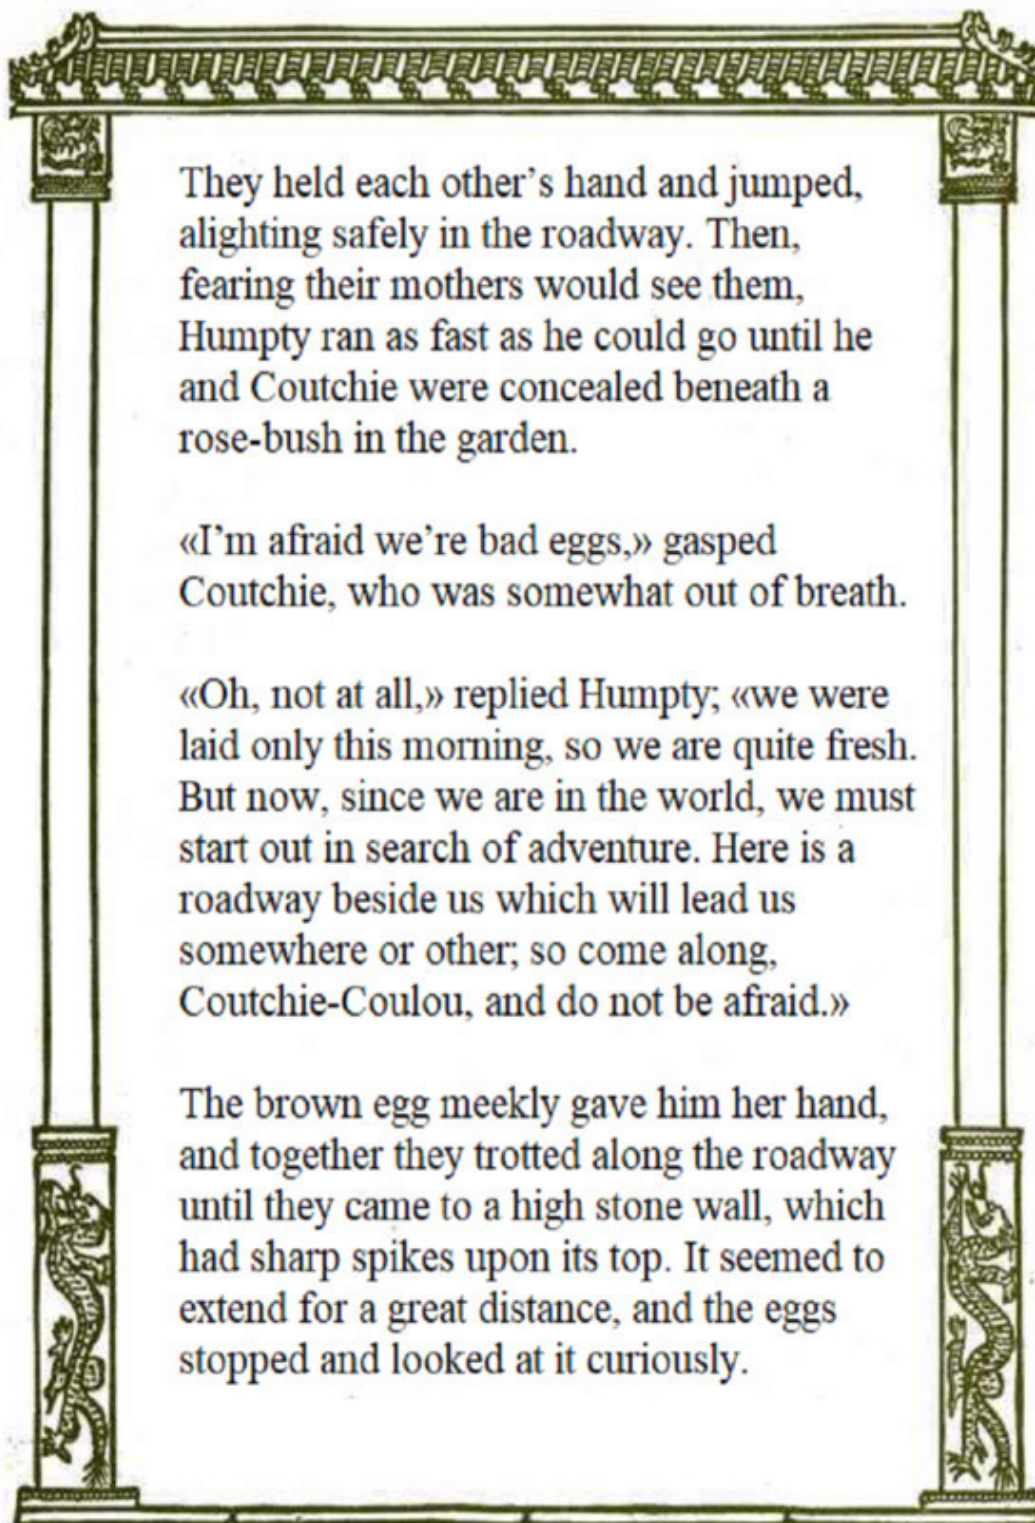 They held each other’s hand and jumped,
alighting safely in the roadway. Then,
fearing their mothers would see them,
Humpty ran as fast as he could go until he
and Coutchie were concealed beneath a
rose-bush in the garden.
«I’m afraid we’re bad eggs,» gasped
Coutchie, who was somewhat out of breath.
«Oh, not at all,» replied Humpty; «we were
laid only this morning, so we are quite fresh.
But now, since we are in the world, we must
start out in search of adventure. Here is a
roadway beside us which will lead us
somewhere or other; so come along,
Coutchie-Coulou, and do not be afraid.»
The brown egg meekly gave him her hand,
and together they trotted along the roadway
until they came to a high stone wall, which
had sharp spikes upon its top. It seemed to
extend for a great distance, and the eggs
stopped and looked at it curiously.